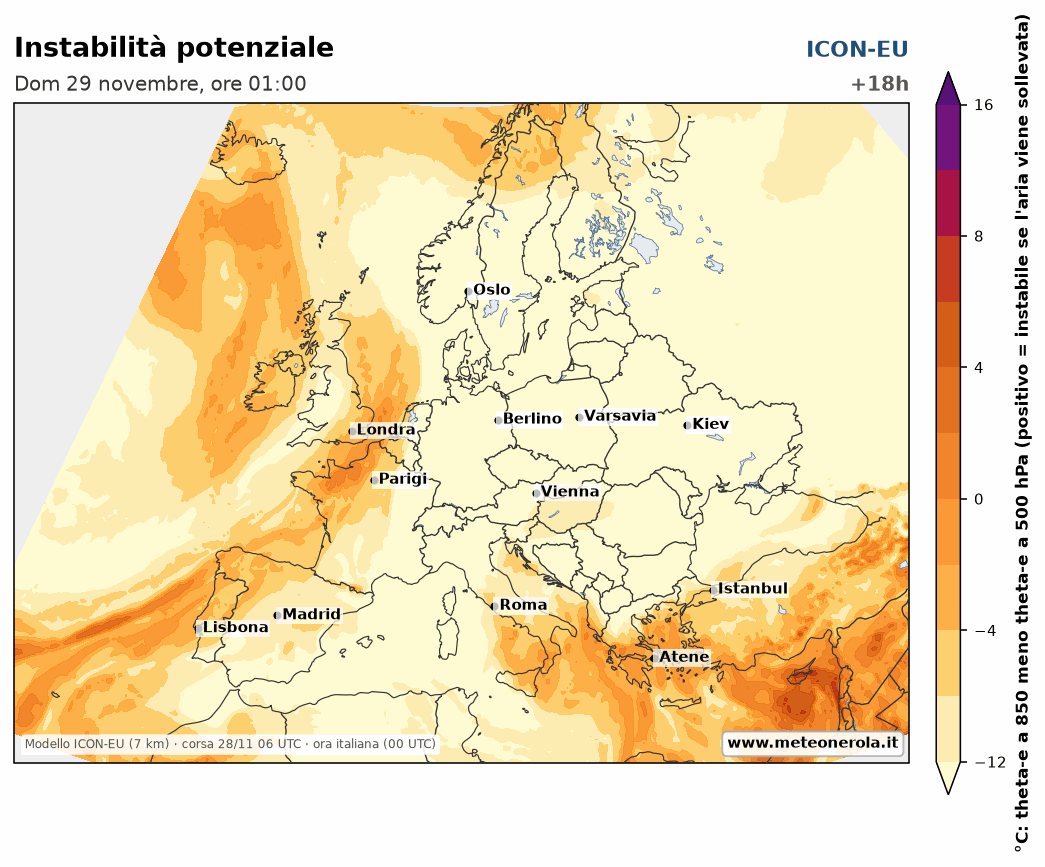 Instabilità potenziale
ICON-EU
Dom 29 novembre, ore 01:00
+18h
Oslo
Berlino
Varsavia
Kiev
Londra
Parigi
Vienna
Istanbul
Roma
Madrid
Lisbona
Atene
Modello ICON-EU (7 km) · corsa 28/11 06 UTC · ora italiana (00 UTC)
www.meteonerola.it
16
8
4
0
−4
−12
°C: theta-e a 850 meno theta-e a 500 hPa (positivo = instabile se l'aria viene sollevata)